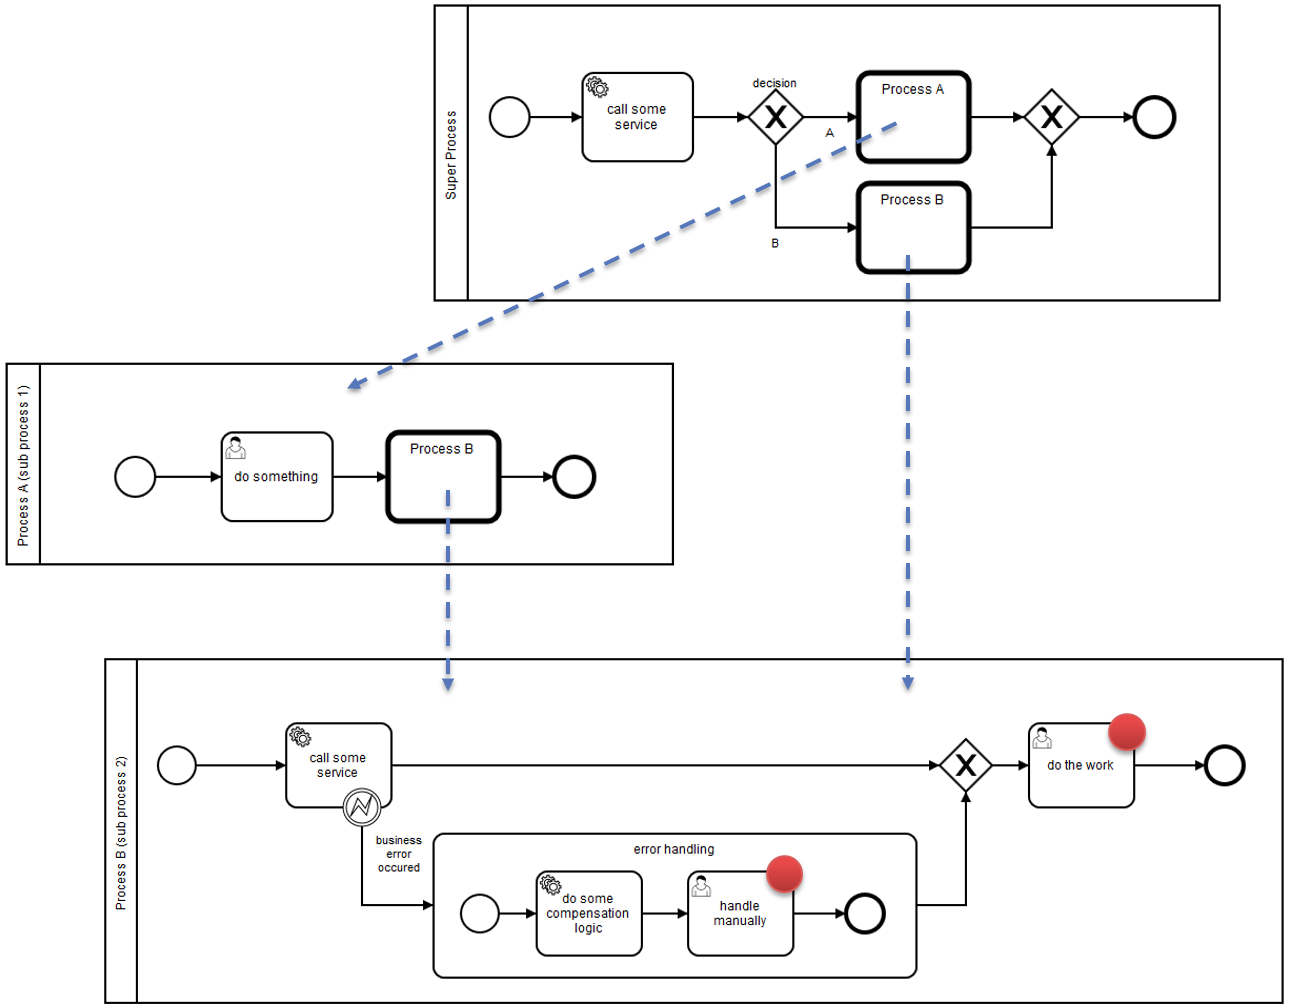 Super Process
call some
service
decision
A
B
Process A
Process B
Process A (sub process 1)
do something
Process B
Process B (sub process 2)
call some
service
business
error
occured
error handling
do some
compensation
logic
handle
manually
do the work